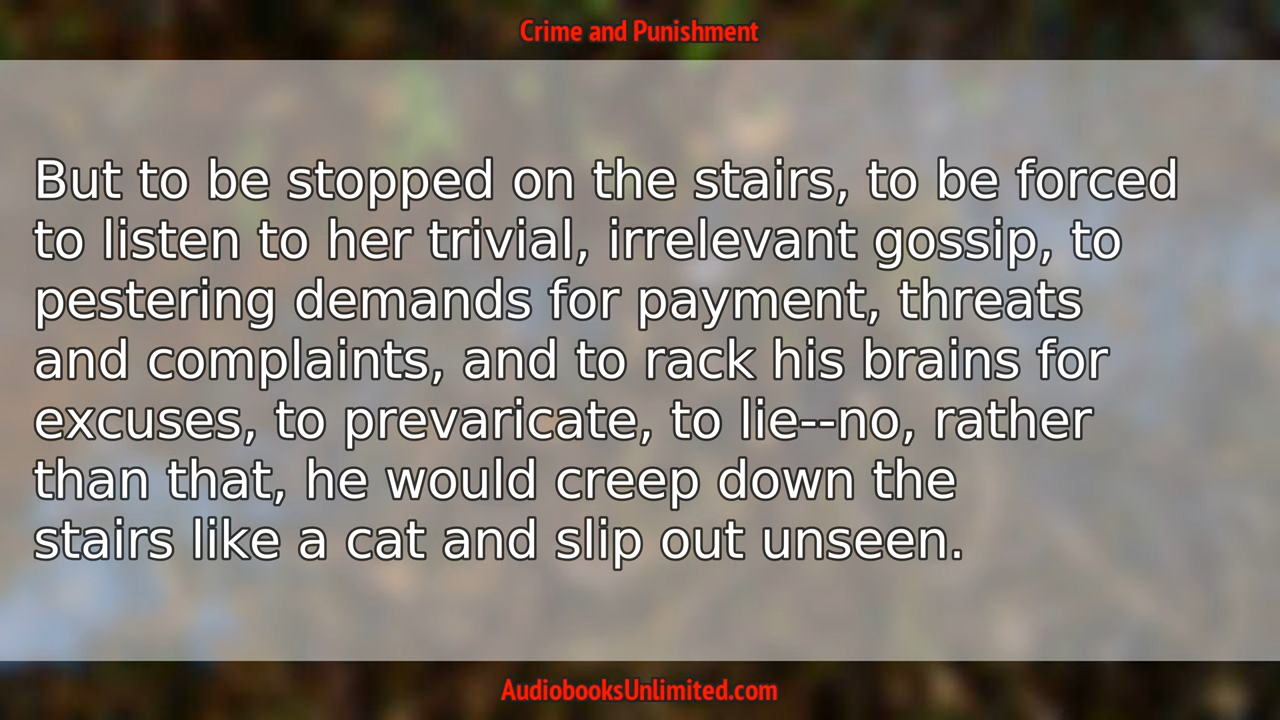 Crime and Punishment
But to be stopped on the stairs, to be forced
to listen to her trivial, irrelevant gossip, to
pestering demands for payment, threats
and complaints, and to rack his brains for
excuses, to prevaricate, to lie--no, rather
than that, he would creep down the
stairs like a cat and slip out unseen.
AudiobooksUnlimited.com